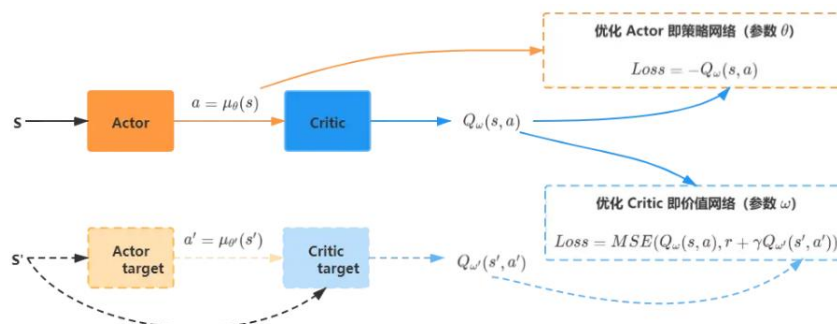 优化 Actor 即策略网络（参数 θ）
Loss = −Q_ω(s, a)
a = μ_θ(s)
S
Actor
Critic
Q_ω(s, a)
优化 Critic 即价值网络（参数 ω）
Loss = MSE(Q_ω(s, a), r + γQ_ω′(s′, a′))
a′ = μ_θ′(s′)
S'
Actor
target
Critic
target
Q_ω′(s′, a′)